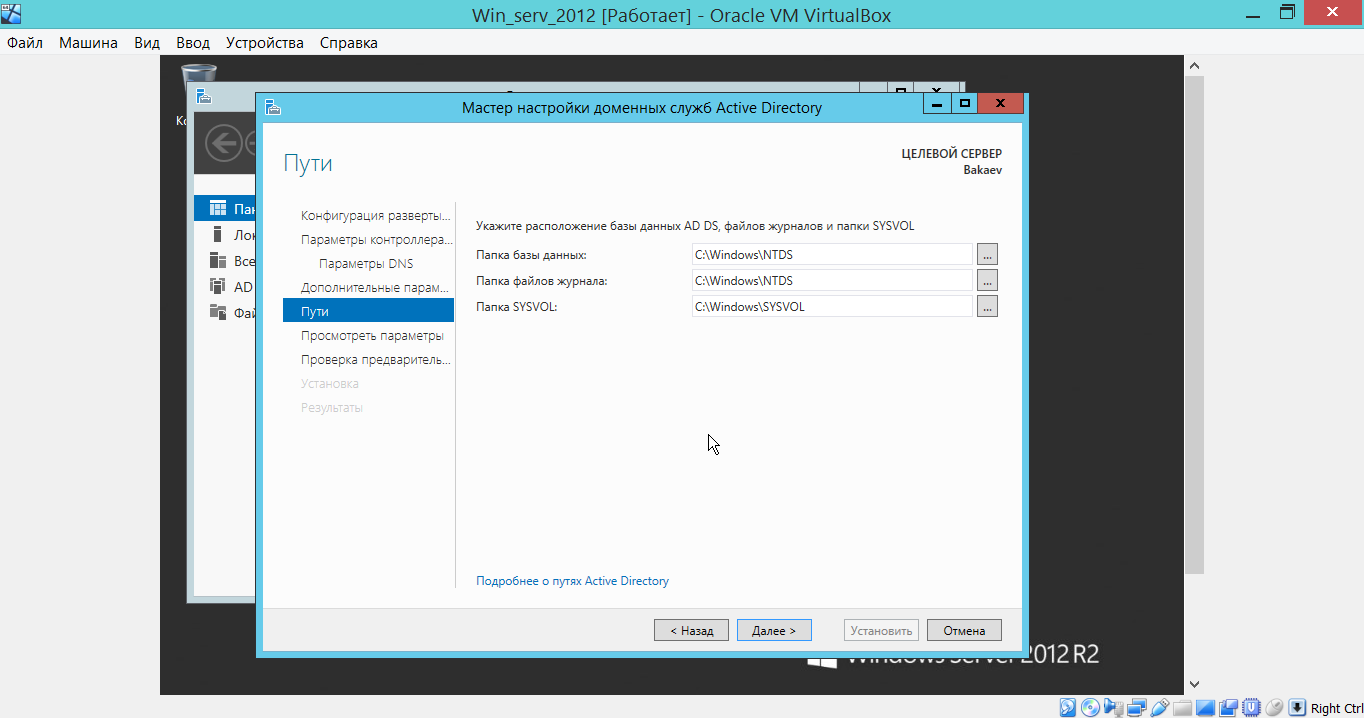 Win_serv_2012 [Работает] - Oracle VM VirtualBox
Файл Машина Вид Ввод Устройства Справка
Мастер настройки доменных служб Active Directory
Пути
ЦЕЛЕВОЙ СЕРВЕР
Bakaev
AD
Все
Конфигурация разверты...
Параметры контроллера...
Параметры DNS
Дополнительные парам...
Пути
Просмотреть параметры
Проверка предваритель...
Установка
Результаты
Укажите расположение базы данных AD DS, файлов журналов и папки SYSVOL
Папка базы данных: C:\Windows\NTDS ...
Папка файлов журнала: C:\Windows\NTDS ...
Папка SYSVOL: C:\Windows\SYSVOL ...
Подробнее о путях Active Directory
< Назад Далее > Установить Отмена
Windows Server 2012 R2
Right Ctrl